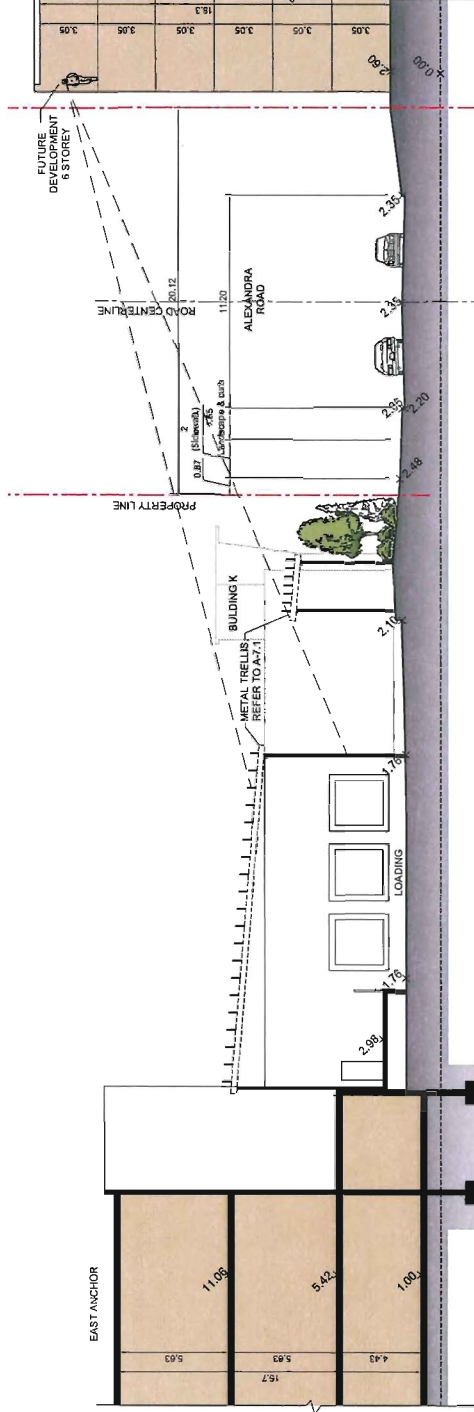 EAST ANCHOR
11.06
5.42
1.00
5.63
5.63
4.43
15.7
2.98
1.76
LOADING
1.76
METAL TRELLIS,
REFER TO A-7.1
BULDING K
2.10
PROPERTY LINE
0.87
.2
(Sidewalk)
Landscape & curb
20.12
11.20
ALEXANDRA
ROAD
ROAD CENTERLINE
2.48
2.35
2.20
2.35
2.35
FUTURE
DEVELOPMENT
6 STOREY
3.05
3.05
3.05
3.05
3.05
3.05
18.3
2.60
0.00